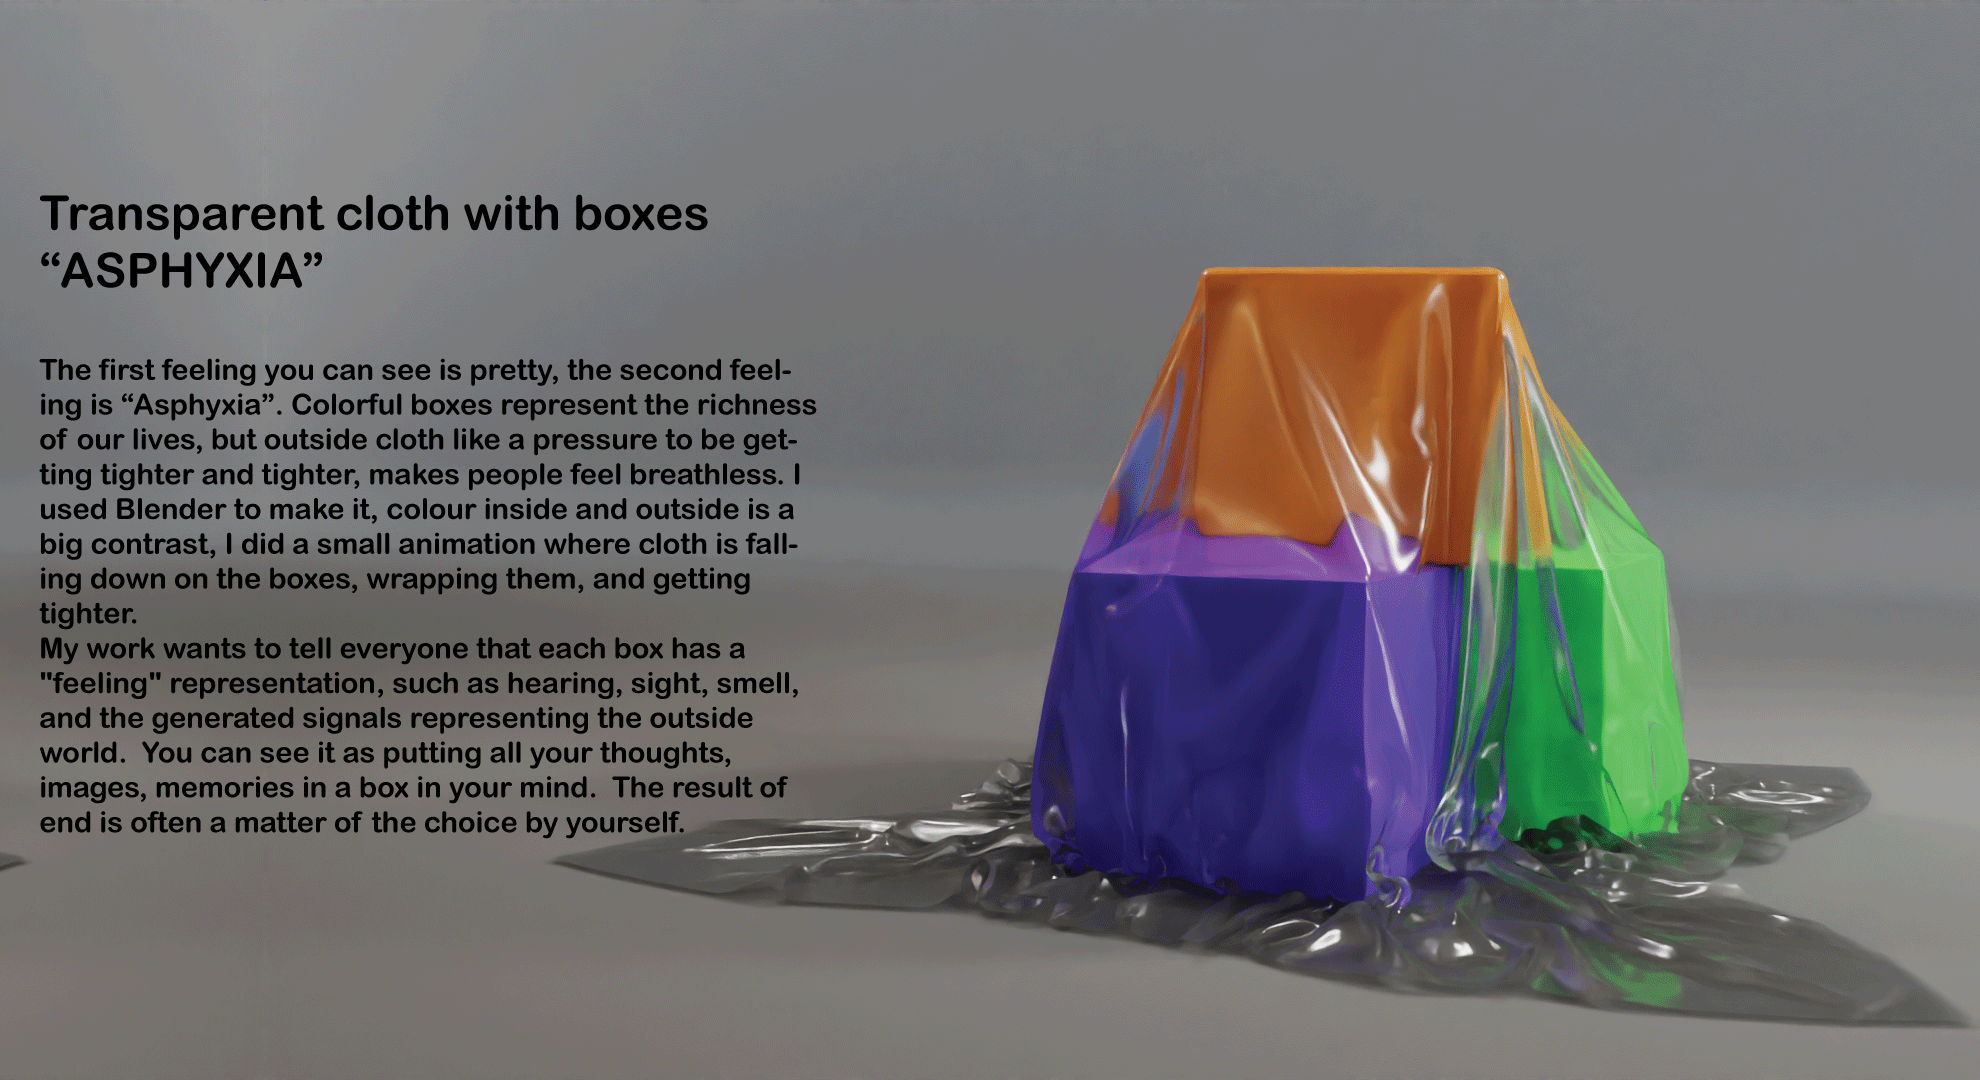 Transparent cloth with boxes
“ASPHYXIA”
The first feeling you can see is pretty, the second feel-
ing is “Asphyxia”. Colorful boxes represent the richness
of our lives, but outside cloth like a pressure to be get-
ting tighter and tighter, makes people feel breathless. I
used Blender to make it, colour inside and outside is a
big contrast, I did a small animation where cloth is fall-
ing down on the boxes, wrapping them, and getting
tighter.
My work wants to tell everyone that each box has a
"feeling" representation, such as hearing, sight, smell,
and the generated signals representing the outside
world.  You can see it as putting all your thoughts,
images, memories in a box in your mind.  The result of
end is often a matter of the choice by yourself.